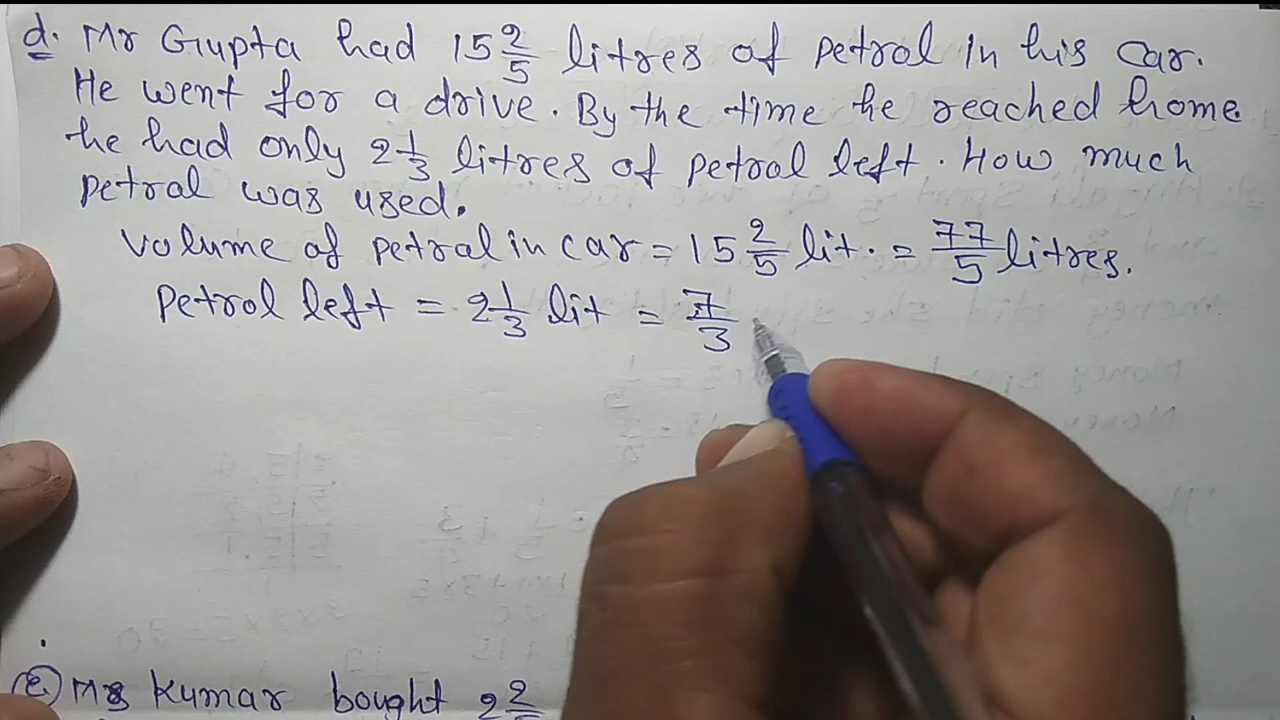 d. Mr Gupta had 15 2/5 litres of petrol in his car.
He went for a drive. By the time he reached home
he had only 2 1/3 litres of petrol left. How much
petral was used.
volume of petral in car = 15 2/5 lit. = 77/5 litres.
petrol left = 2 1/3 lit = 7/3
(e) Mrs Kumar bought 2 2/5